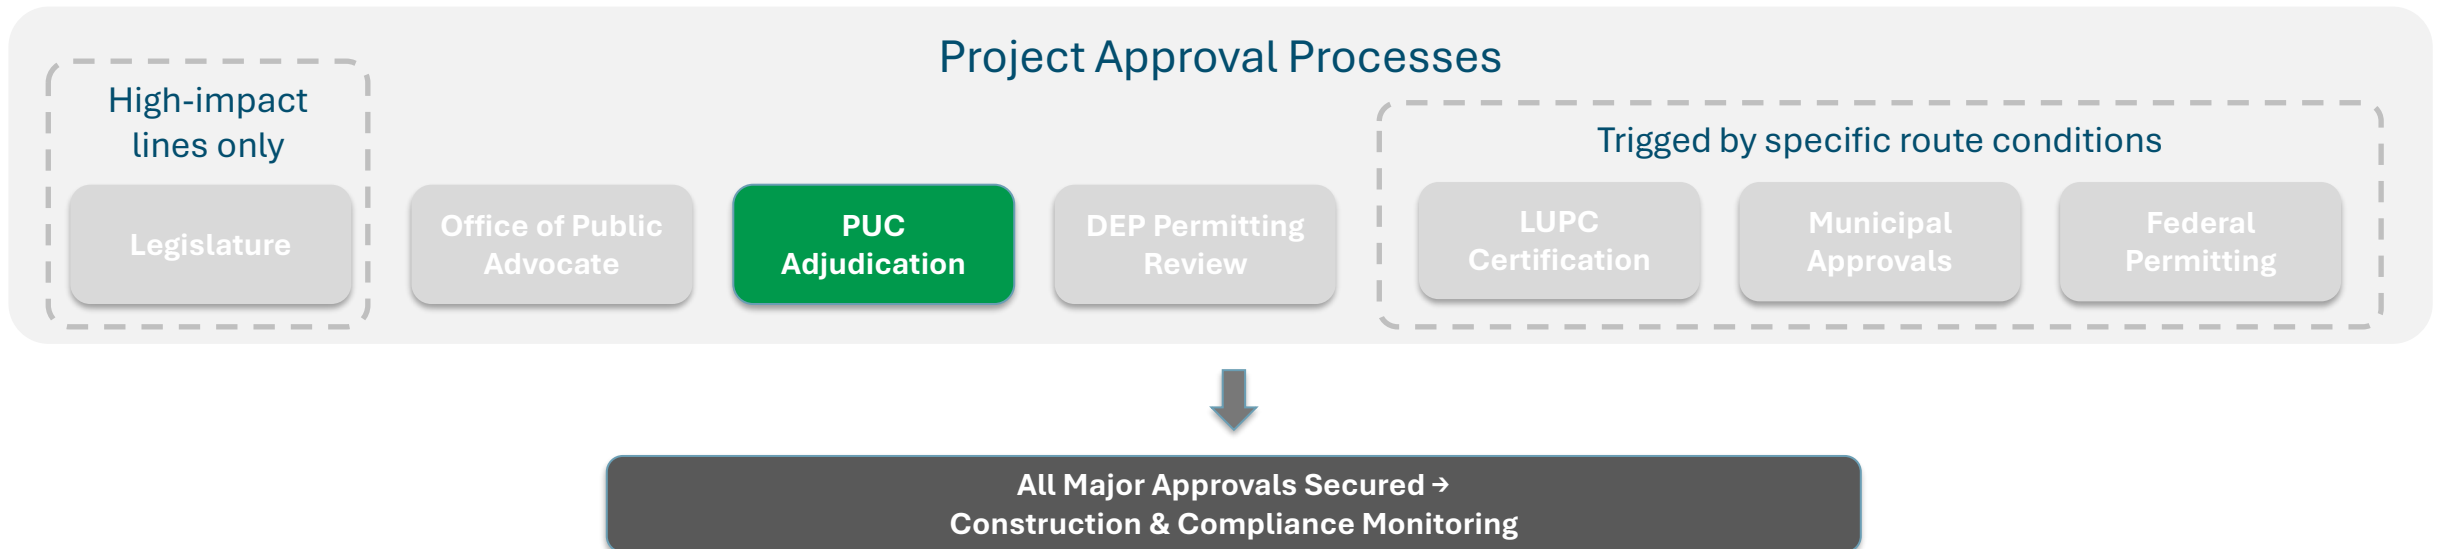 Project Approval Processes
High-impact
lines only
Legislature
Office of Public
Advocate
PUC
Adjudication
DEP Permitting
Review
Trigged by specific route conditions
LUPC
Certification
Municipal
Approvals
Federal
Permitting
All Major Approvals Secured →
Construction & Compliance Monitoring